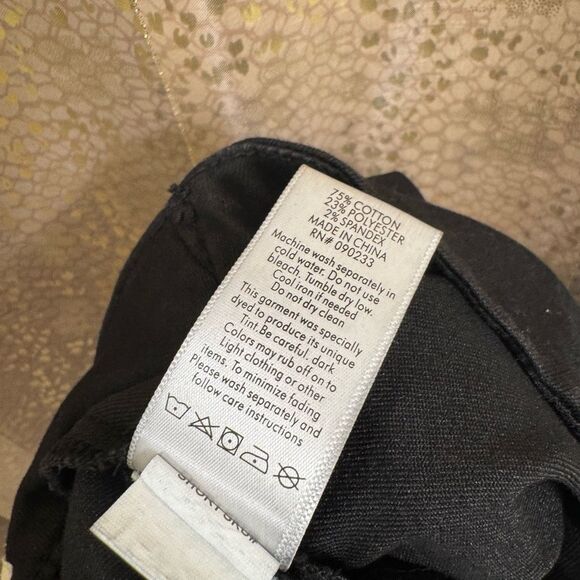 75% COTTON
23% POLYESTER
2% SPANDEX
MADE IN CHINA
RN# 090233
Machine wash separately in
cold water. Do not use
bleach. Tumble dry low.
Cool iron if needed
Do not dry clean
This garment was specially
dyed to produce its unique
Tint.Be careful. dark
Colors may rub off on to
Light clothing or other
items. To minimize fading
Please wash separately and
follow care instructions